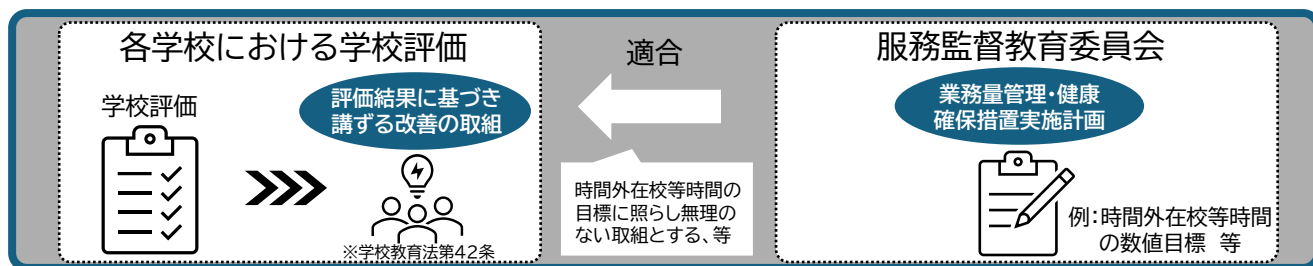 各学校における学校評価
学校評価
評価結果に基づき
講ずる改善の取組
※学校教育法第42条
適合
時間外在校等時間の
目標に照らし無理の
ない取組とする、等
服務監督教育委員会
業務量管理・健康
確保措置実施計画
例：時間外在校等時間
の数値目標 等